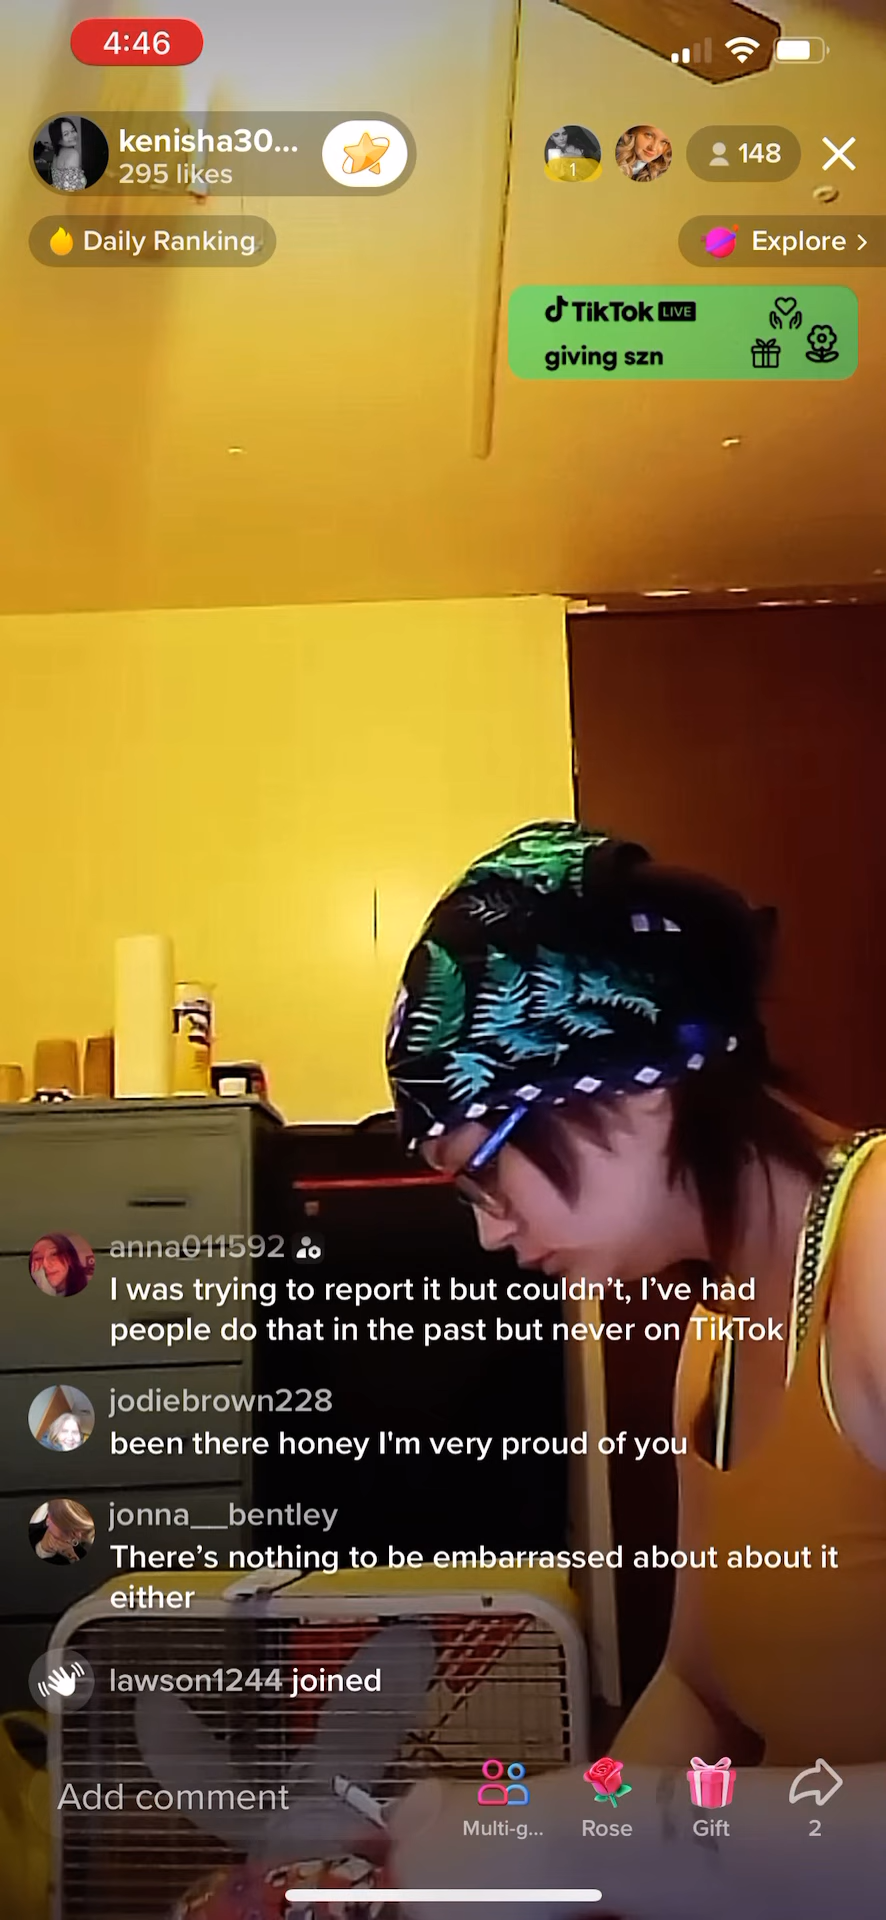 4:46
kenisha30...
295 likes
1
148
Daily Ranking
Explore >
TikTok LIVE
giving szn
anna011592
I was trying to report it but couldn't, I've had
people do that in the past but never on TikTok
jodiebrown228
been there honey I'm very proud of you
jonna__bentley
There's nothing to be embarrassed about about it
either
lawson1244 joined
Add comment
Multi-g...
Rose
Gift
2